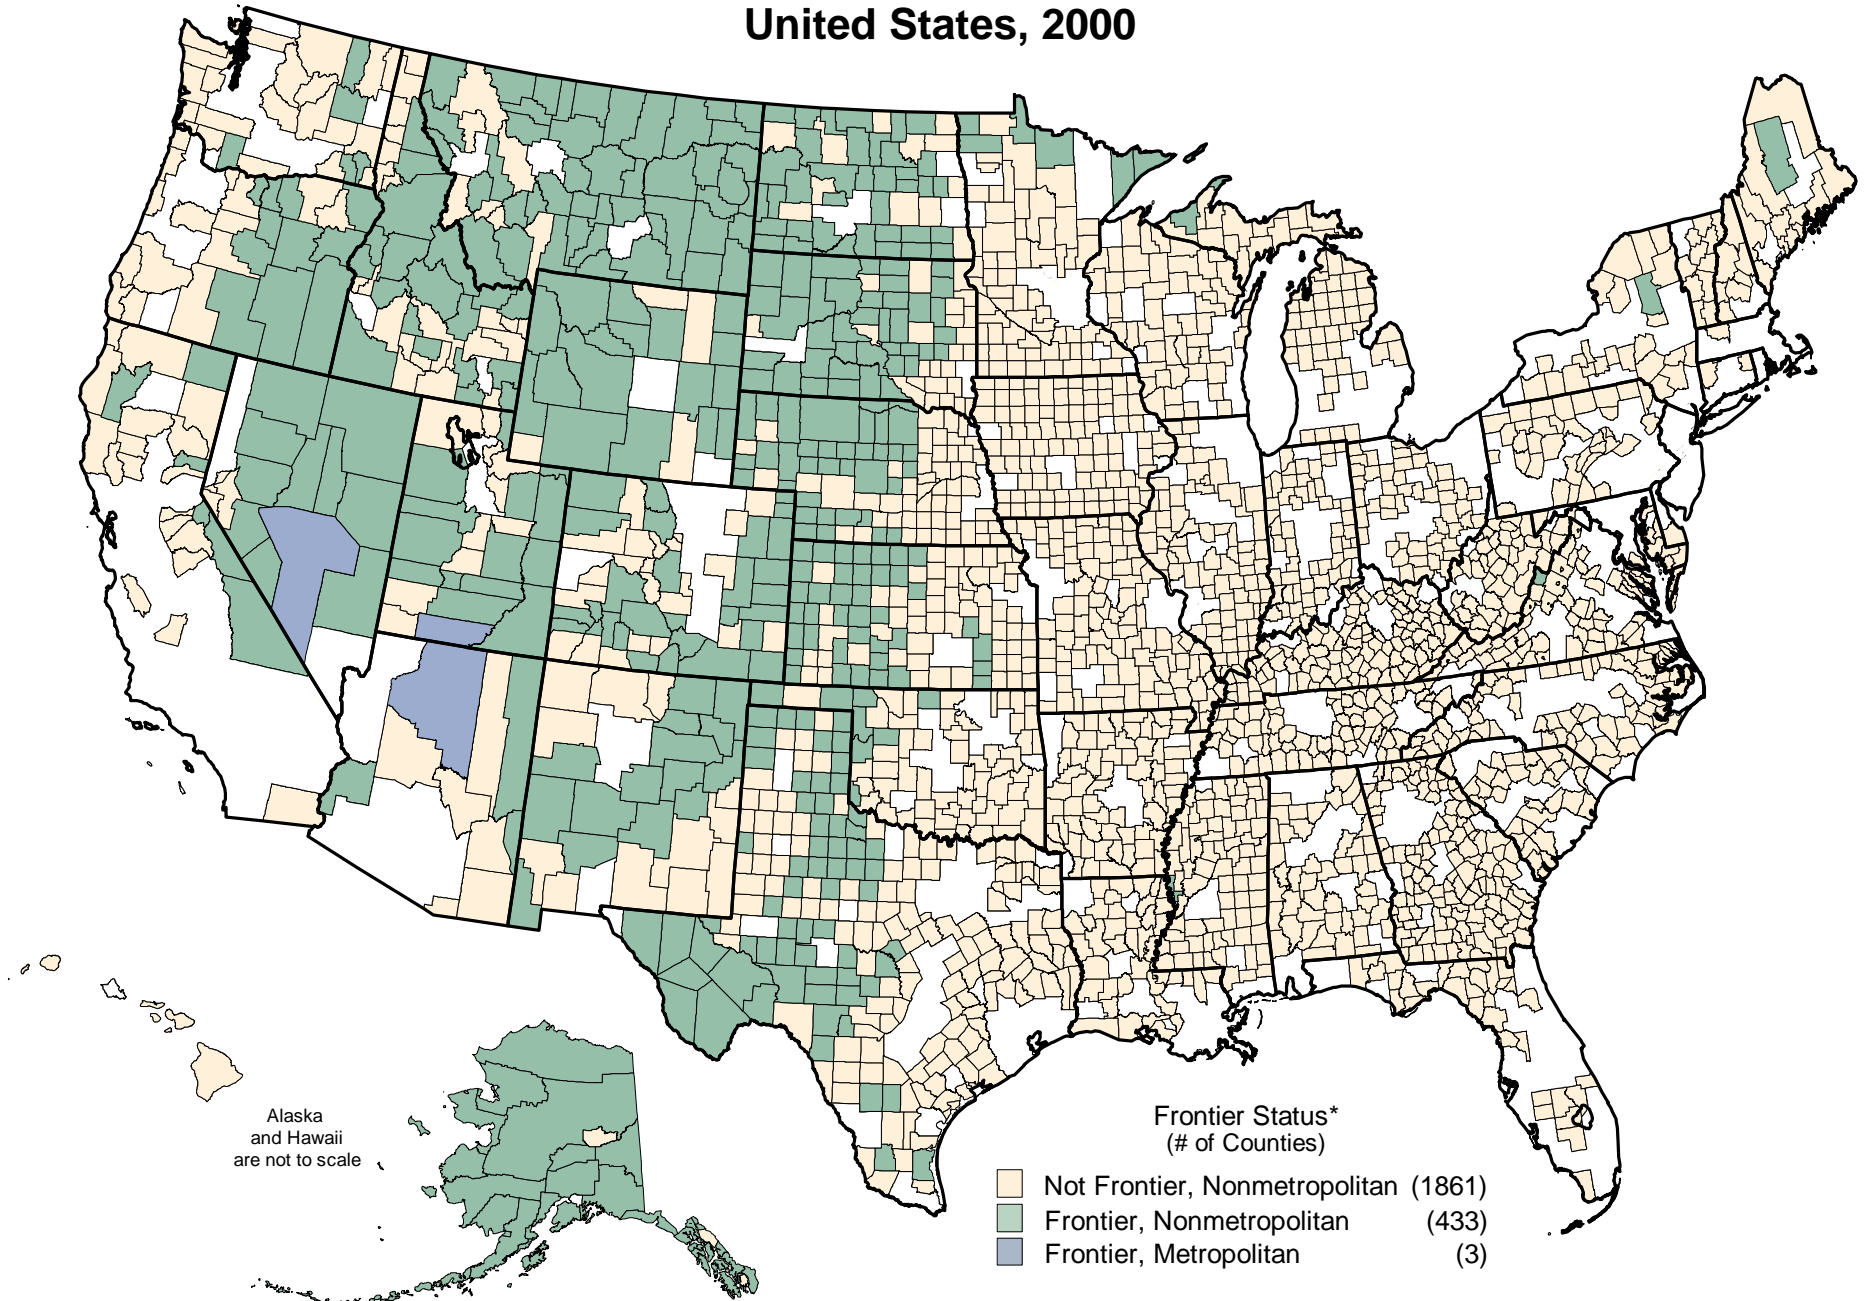 United States, 2000
Alaska
and Hawaii
are not to scale
Frontier Status*
(# of Counties)
Not Frontier, Nonmetropolitan (1861)
Frontier, Nonmetropolitan (433)
Frontier, Metropolitan (3)